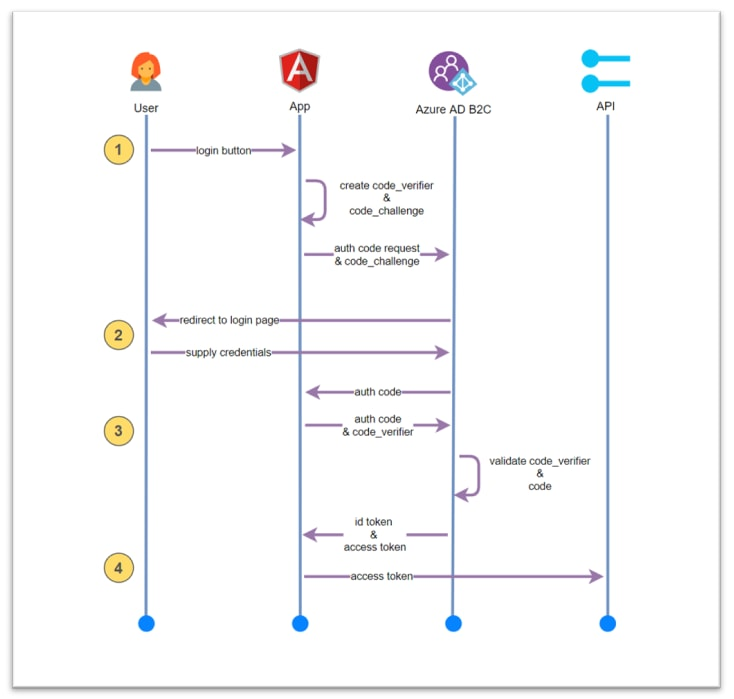 User
App
Azure AD B2C
API
1
login button
create code_verifier
&
code_challenge
auth code request
& code_challenge
redirect to login page
2
supply credentials
auth code
3
auth code
& code_verifier
validate code_verifier
&
code
id token
&
access token
4
access token